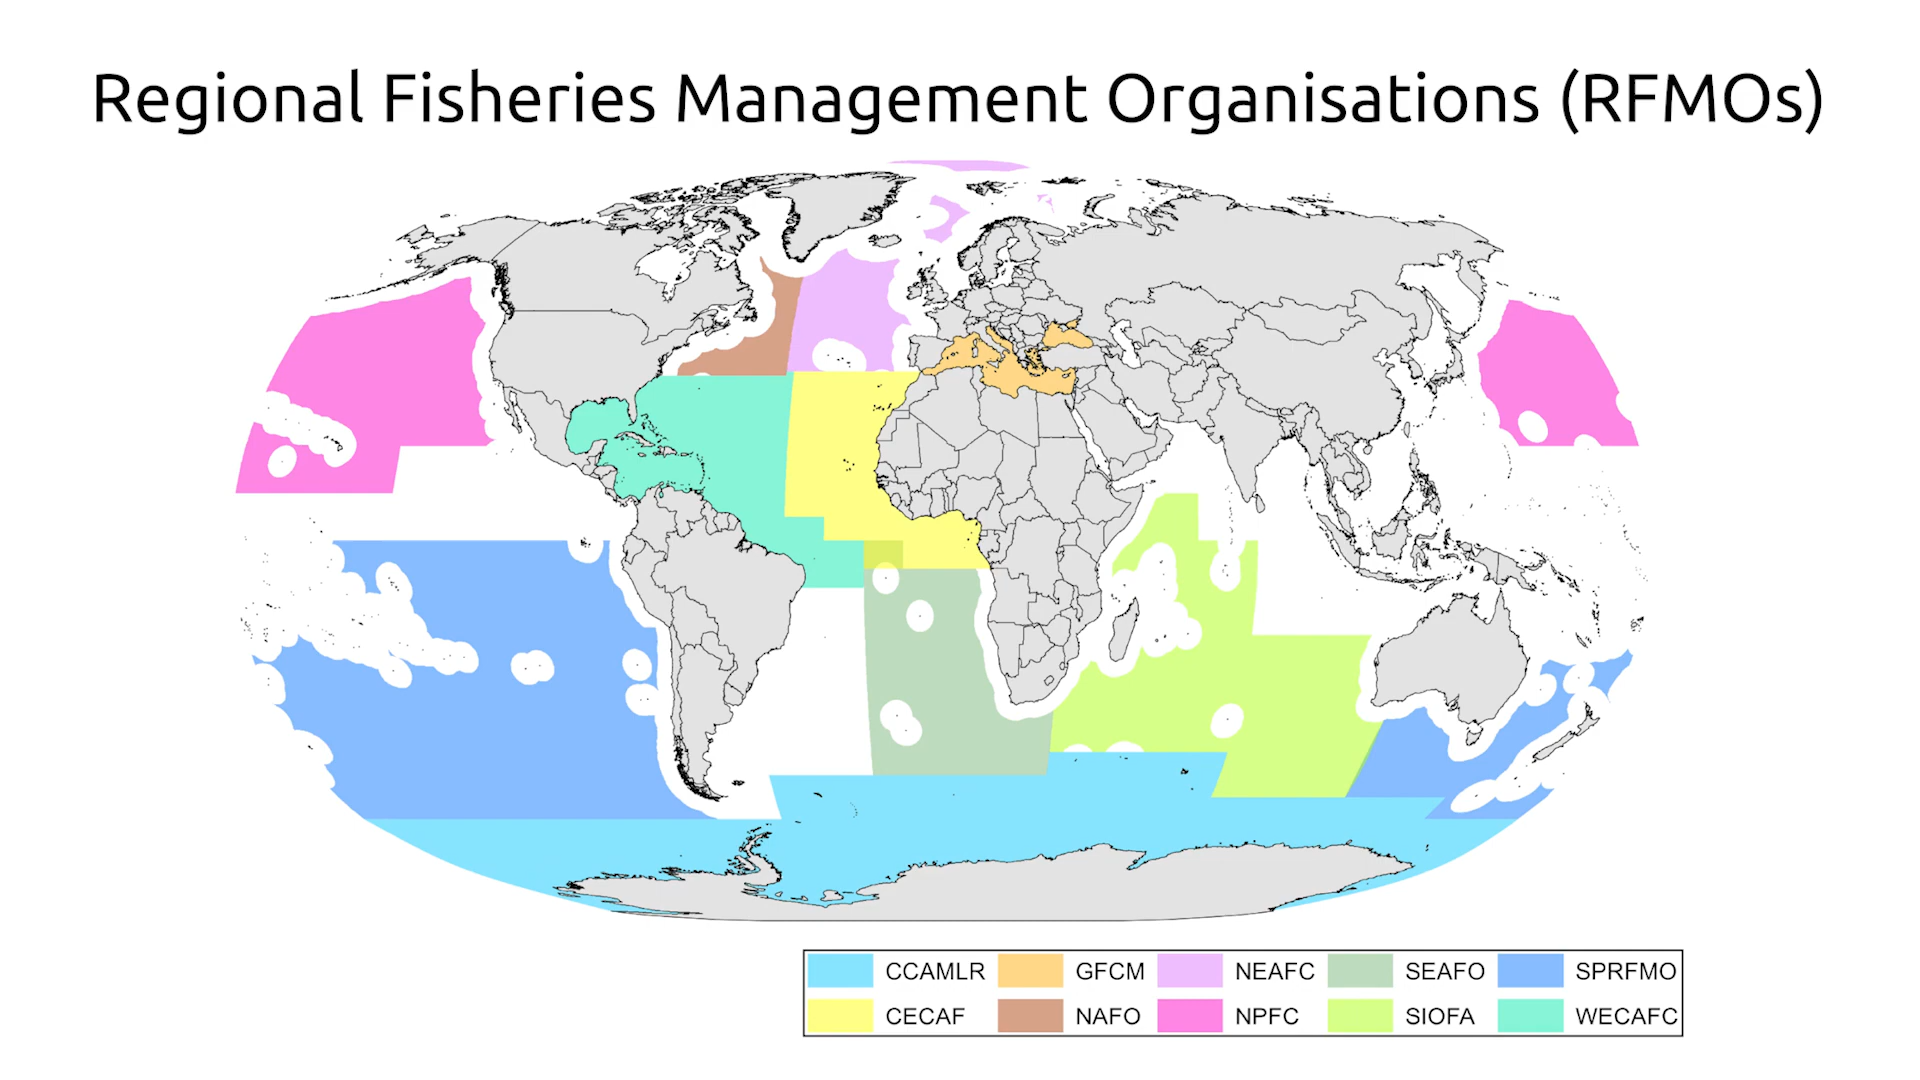 Regional Fisheries Management Organisations (RFMOs)
CCAMLR GFCM NEAFC SEAFO SPRFMO
CECAF NAFO NPFC SIOFA WECAFC